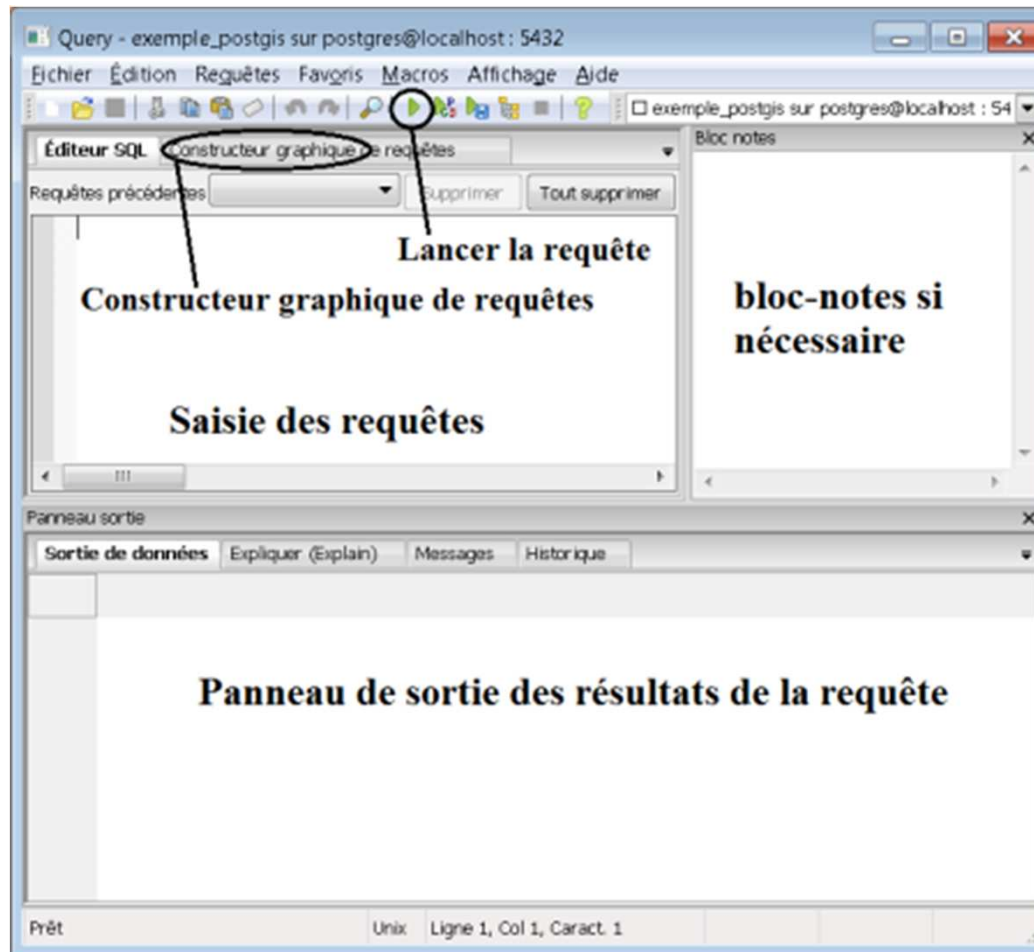 Query - exemple_postgis sur postgres@localhost : 5432
Fichier Édition Requêtes Favoris Macros Affichage Aide
exemple_postgis sur postgres@localhost : 54
Éditeur SQL Constructeur graphique de requêtes
Bloc notes
Requêtes précédentes Supprimer Tout supprimer
Lancer la requête
Constructeur graphique de requêtes
bloc-notes si
nécessaire
Saisie des requêtes
Panneau sortie
Sortie de données Expliquer (Explain) Messages Historique
Panneau de sortie des résultats de la requête
Prêt Unix Ligne 1, Col 1, Caract. 1